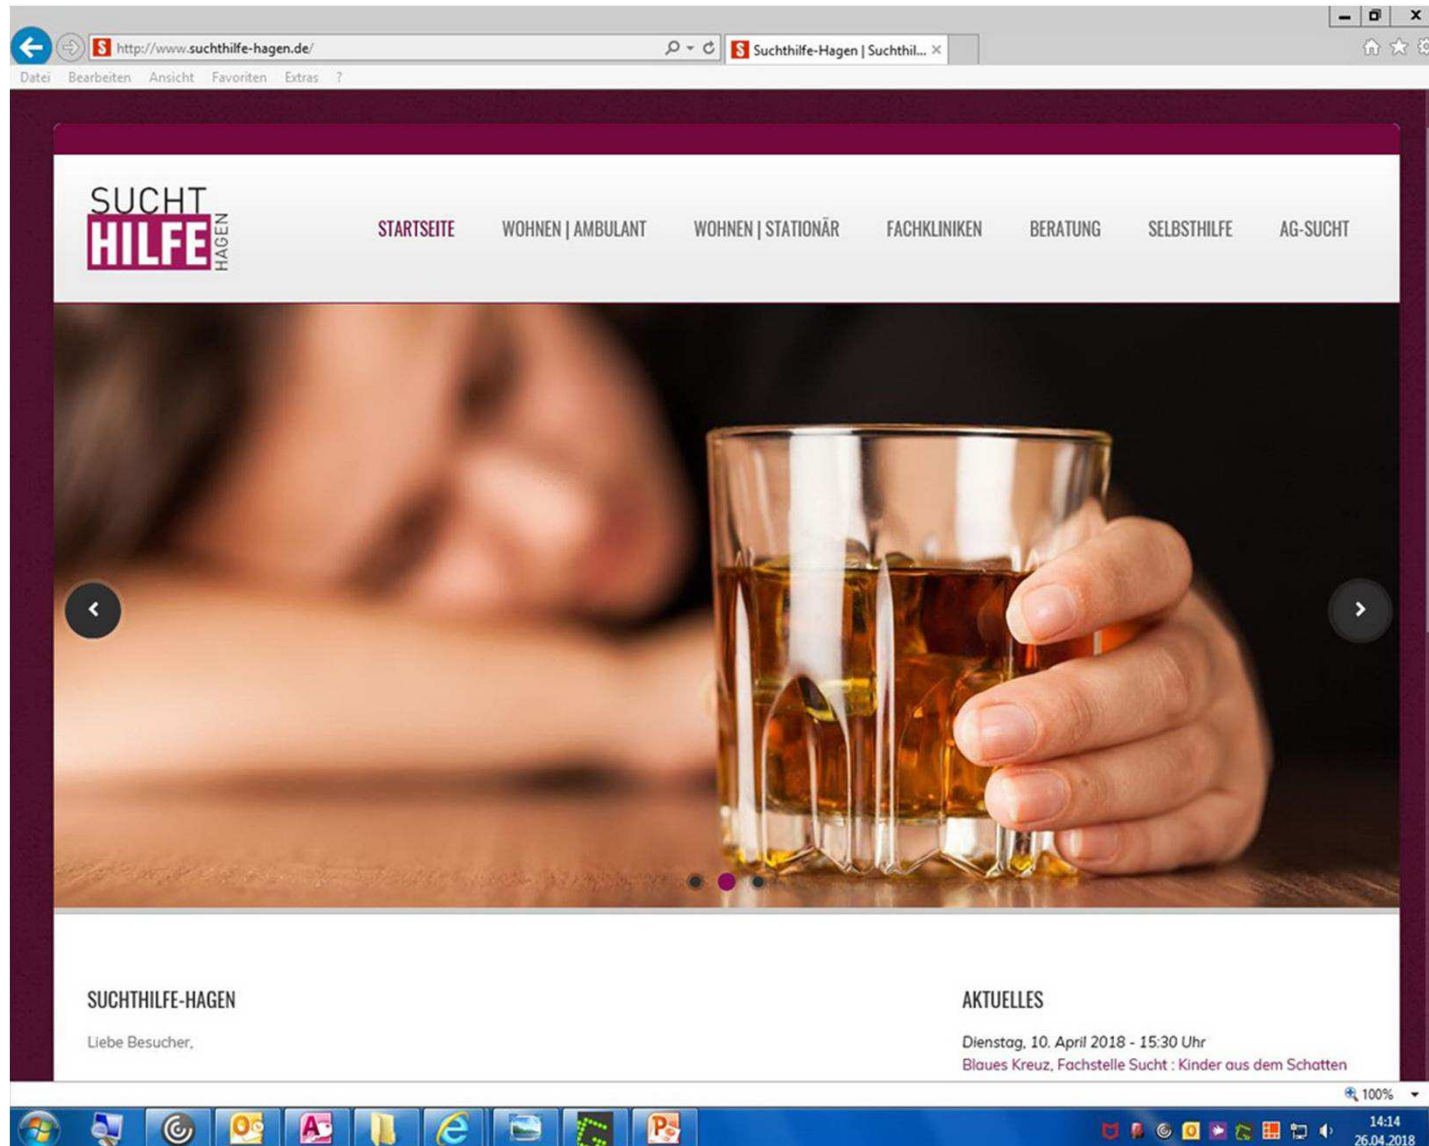 http://www.suchthilfe-hagen.de/
Suchthilfe-Hagen | Suchthil...
Datei Bearbeiten Ansicht Favoriten Extras ?
SUCHT
HILFE
HAGEN
STARTSEITE WOHNEN | AMBULANT WOHNEN | STATIONÄR FACHKLINIKEN BERATUNG SELBSTHILFE AG-SUCHT
SUCHTHILFE-HAGEN
Liebe Besucher,
AKTUELLES
Dienstag, 10. April 2018 - 15:30 Uhr
Blaues Kreuz, Fachstelle Sucht : Kinder aus dem Schatten
100%
14:14
26.04.2018